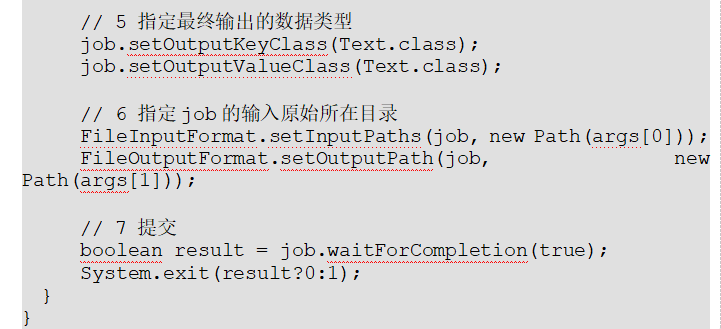 // 5 指定最终输出的数据类型
job.setOutputKeyClass(Text.class);
job.setOutputValueClass(Text.class);
// 6 指定job的输入原始所在目录
FileInputFormat.setInputPaths(job, new Path(args[0]));
FileOutputFormat.setOutputPath(job, new
Path(args[1]));
// 7 提交
boolean result = job.waitForCompletion(true);
System.exit(result?0:1);
}
}